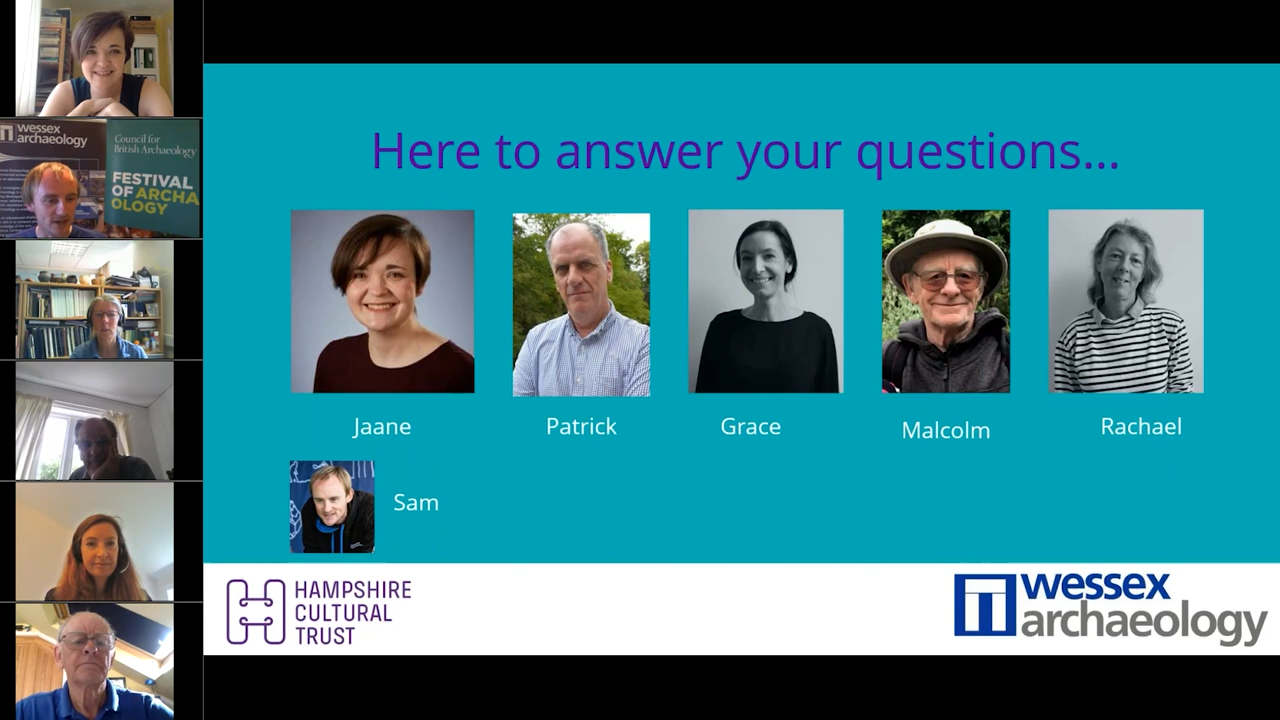 wessex
archaeology
Council for
British Archaeology
FESTIVAL
OF ARCHA
OLOGY
Here to answer your questions...
Jaane
Patrick
Grace
Malcolm
Rachael
Sam
HAMPSHIRE
CULTURAL
TRUST
wessex
archaeology